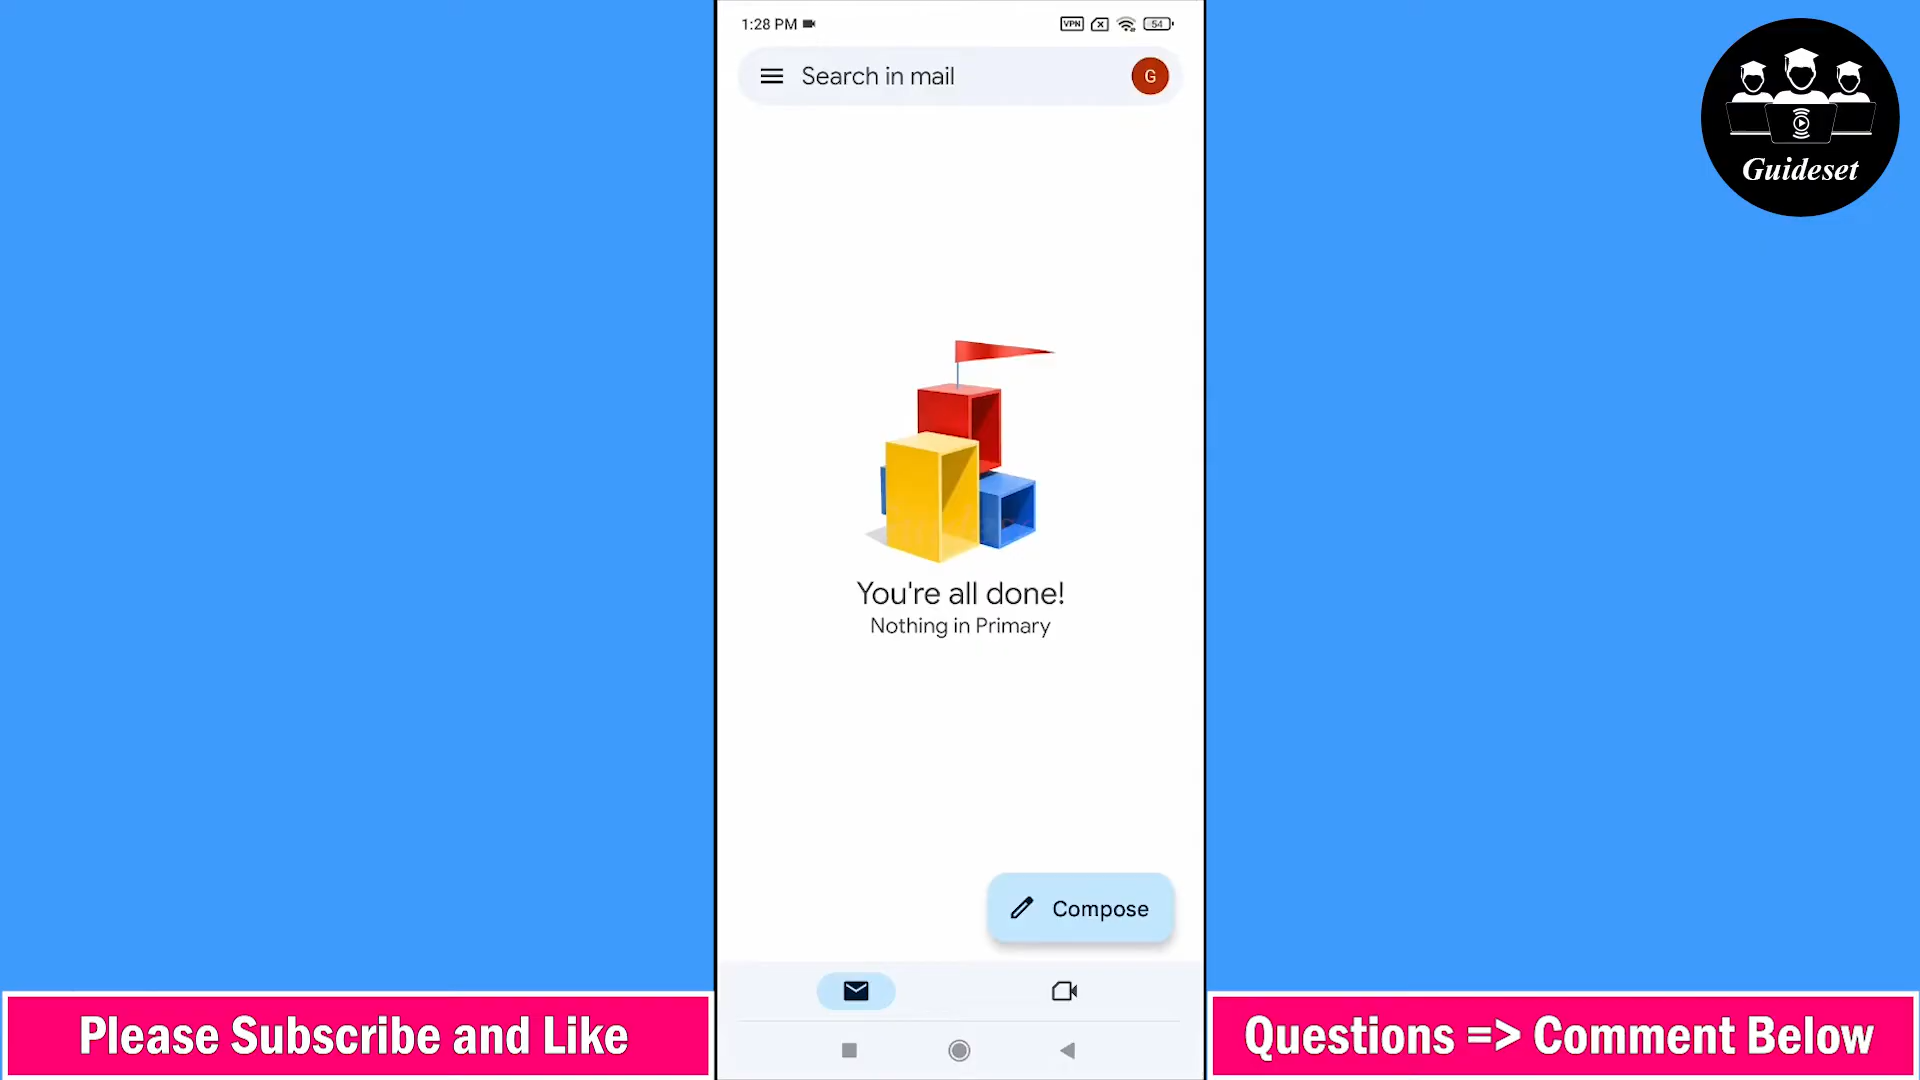 1:28 PM
VPN
54
Search in mail
G
Guideset
You're all done!
Nothing in Primary
Compose
Please Subscribe and Like
Questions => Comment Below